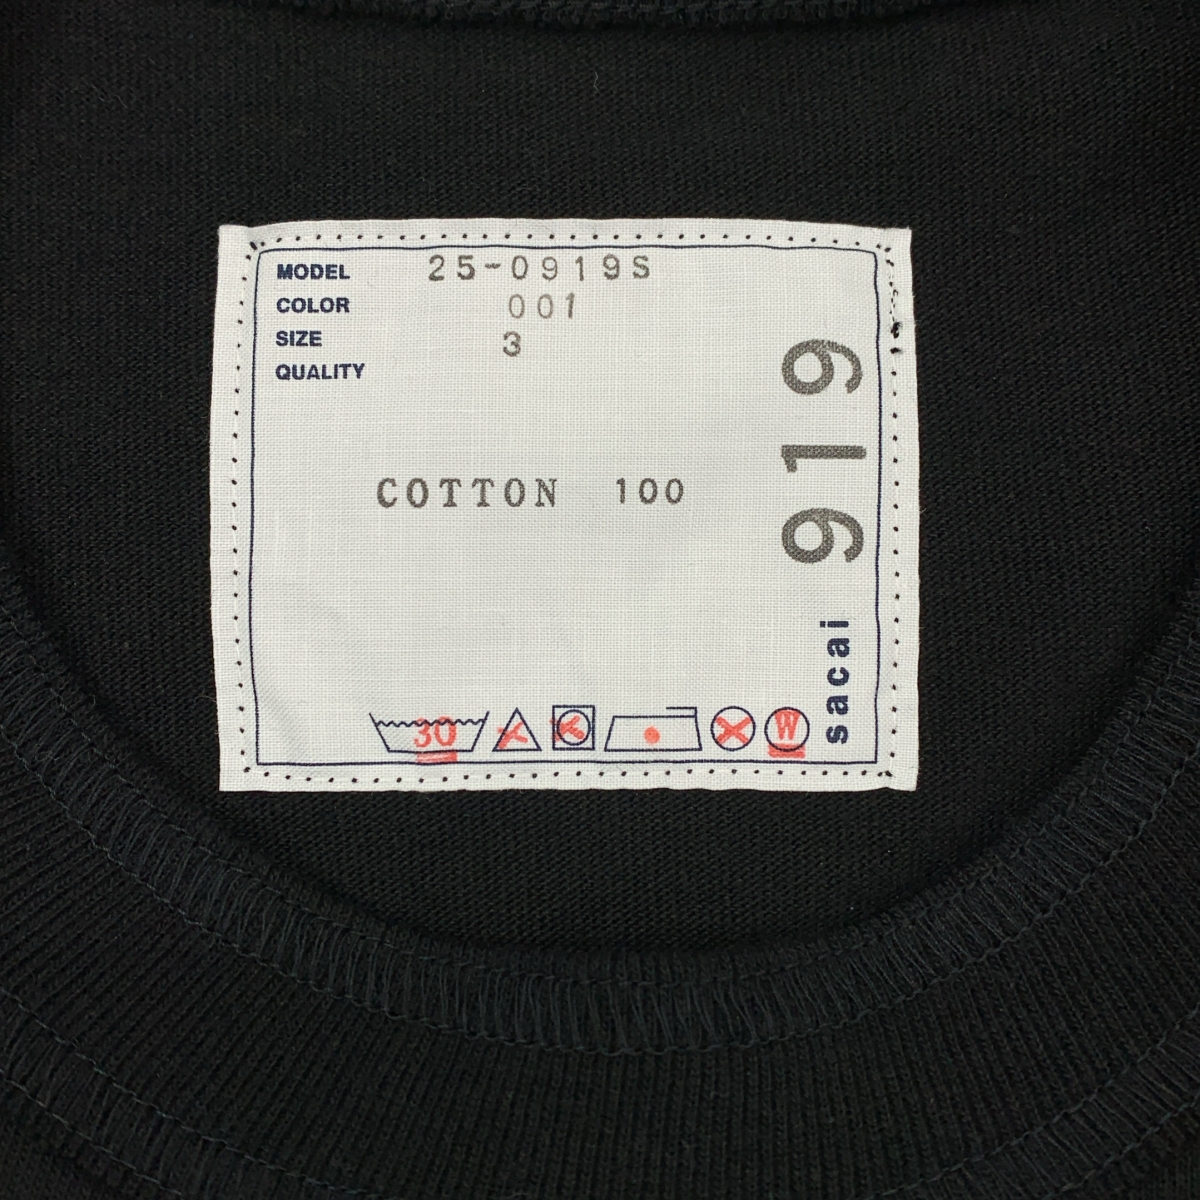 MODEL 25-0919S
COLOR 001
SIZE 3
QUALITY
COTTON 100
30
W
sacai 919